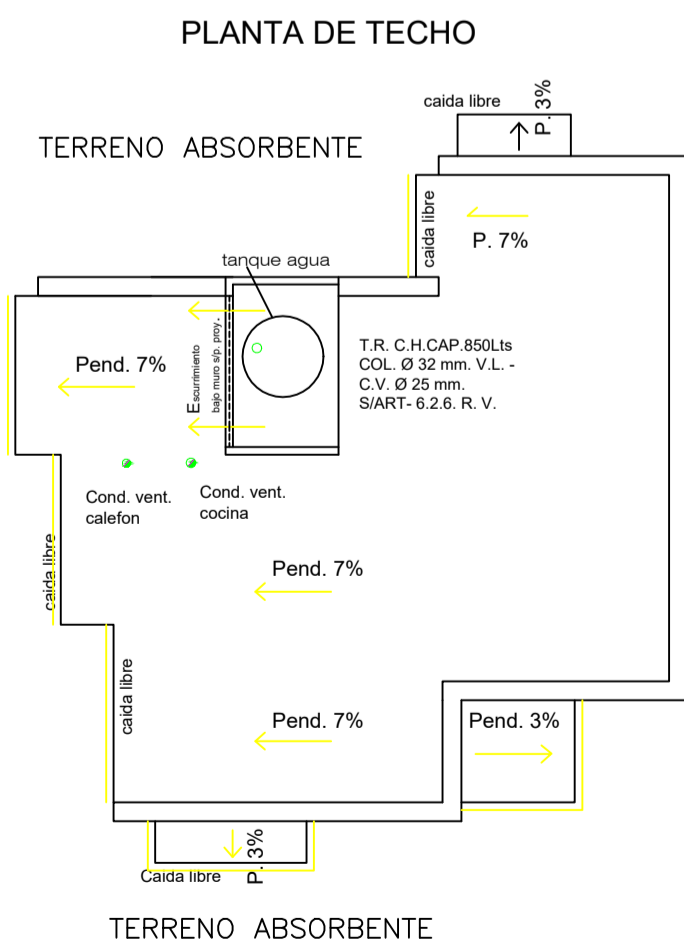 PLANTA DE TECHO
caida libre
P. 3%
TERRENO ABSORBENTE
caida libre
P. 7%
tanque agua
T.R. C.H.CAP.850Lts
COL. Ø 32 mm. V.L. -
C.V. Ø 25 mm.
S/ART- 6.2.6. R. V.
Escurrimiento
bajo muro s/p. proy.
Pend. 7%
Cond. vent.
calefon
Cond. vent.
cocina
caida libre
Pend. 7%
caida libre
Pend. 7%
Pend. 3%
Caida libre
P. 3%
TERRENO ABSORBENTE